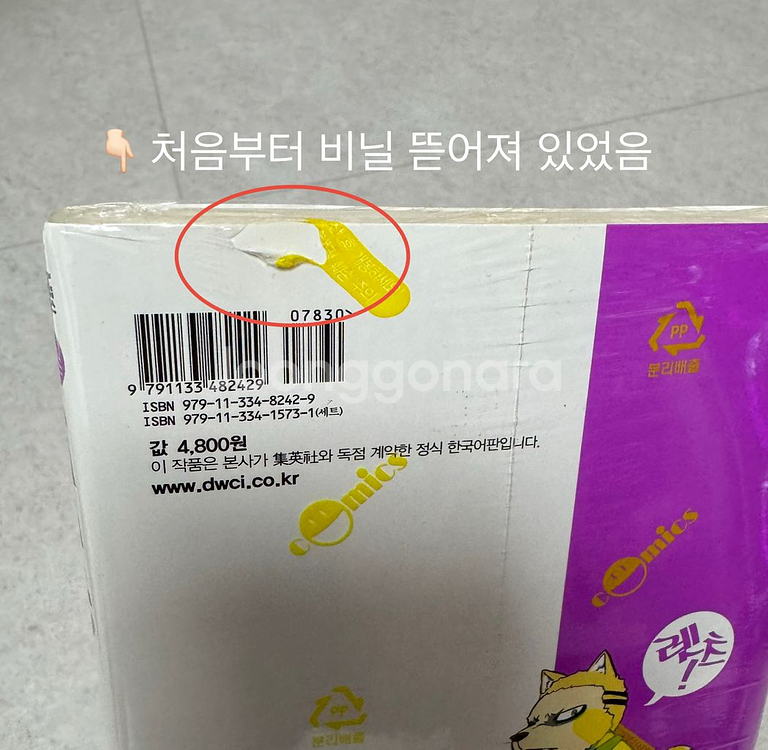 👇🏻 처음부터 비닐 뜯어져 있었음
07830>
9 791133 482429
ISBN 979-11-334-8242-9
ISBN 979-11-334-1573-1(세트)
joonggonara
값 4,800원
이 작품은 본사가 集英社와 독점 계약한 정식 한국어판입니다.
www.dwci.co.kr
comics
PP
분리배출
comics
레츠!
PP
분리배출